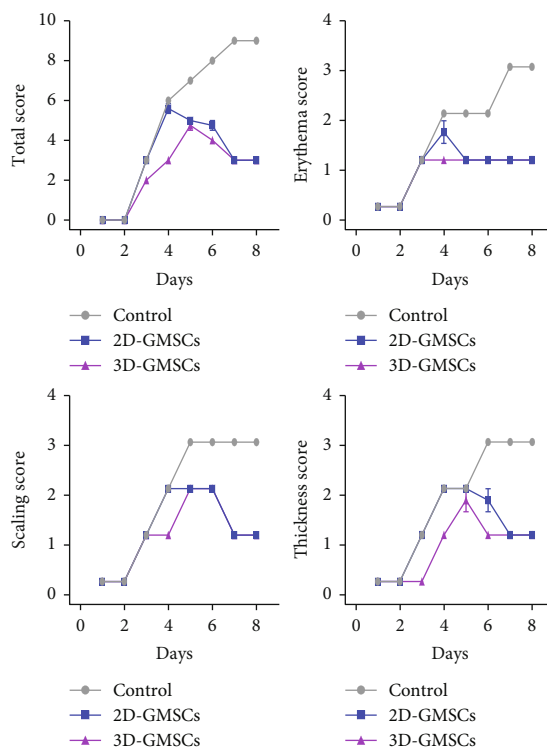 Total score
10
8
6
4
2
0
0 2 4 6 8
Days
Control
2D-GMSCs
3D-GMSCs
Erythema score
4
3
2
1
0
0 2 4 6 8
Days
Control
2D-GMSCs
3D-GMSCs
Scaling score
4
3
2
1
0
0 2 4 6 8
Days
Control
2D-GMSCs
3D-GMSCs
Thickness score
4
3
2
1
0
0 2 4 6 8
Days
Control
2D-GMSCs
3D-GMSCs